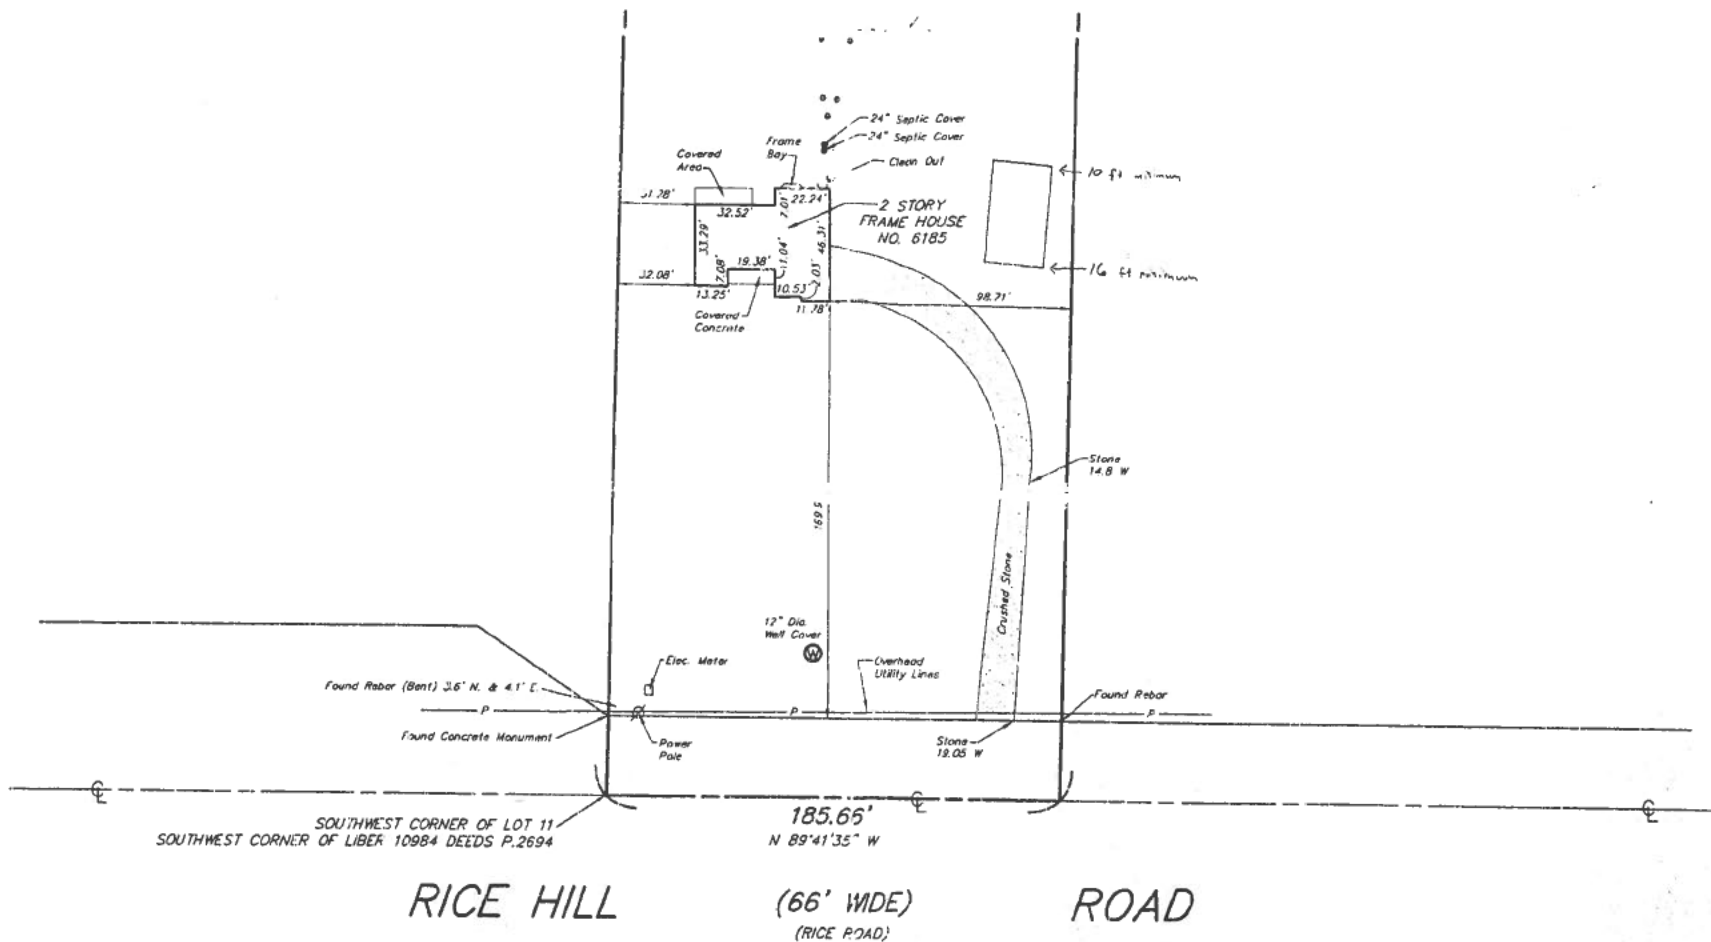 24" Septic Cover
24" Septic Cover
Clean Out
Frame
Bay
Covered
Area
10 ft minimum
31.78'
32.52'
7.01'
22.24'
2 STORY
FRAME HOUSE
NO. 6185
33.29'
46.31'
11.04'
19.38'
7.08'
2.03'
16 ft minimum
32.08'
13.25'
10.53'
11.78'
98.71'
Covered
Concrete
Stone
14.8 W
169.5
Crushed Stone
12" Dia.
Well Cover
W
Elec. Meter
Overhead
Utility Lines
Found Rebar (Bent) 3.6' N. & 4.1' E.
Found Rebar
P
P
P
Found Concrete Monument
Power
Pole
Stone
19.05 W
SOUTHWEST CORNER OF LOT 11
SOUTHWEST CORNER OF LIBER 10984 DEEDS P.2694
185.66'
N 89°41'35" W
RICE HILL (66' WIDE) ROAD
(RICE ROAD)